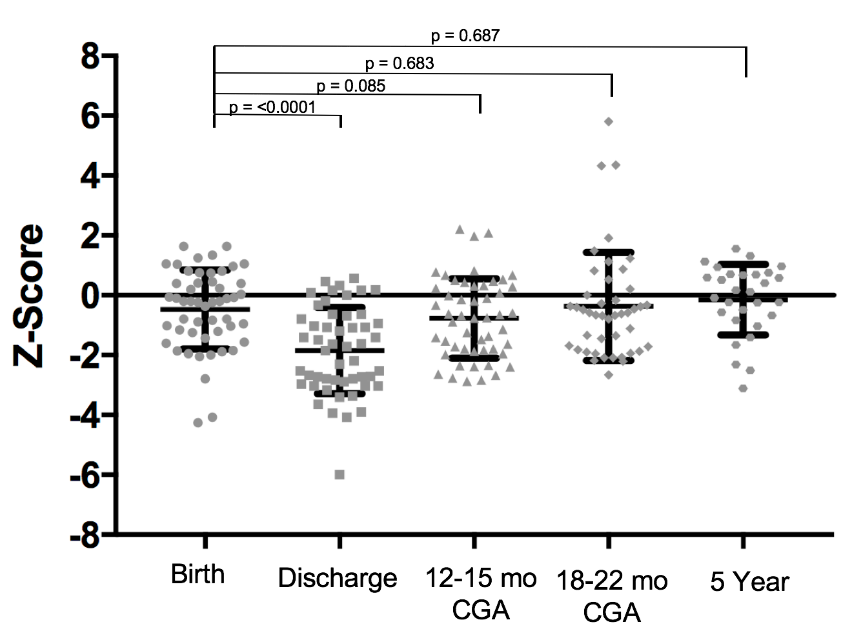 p = 0.687
p = 0.683
p = 0.085
p = <0.0001
8
6
4
2
0
-2
-4
-6
-8
Z-Score
Birth
Discharge
12-15 mo
CGA
18-22 mo
CGA
5 Year